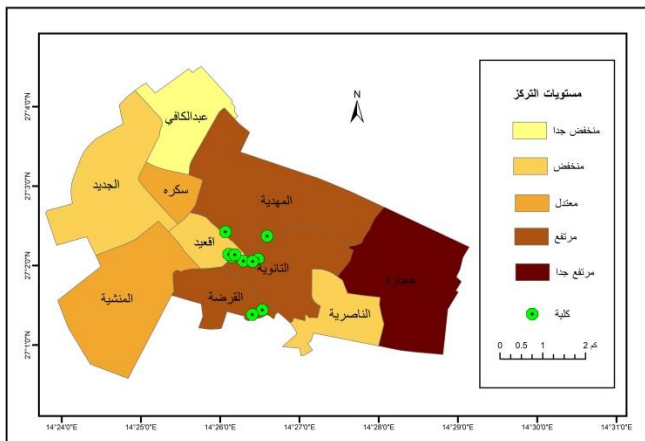 N
مستويات التركز
منخفض جدا
منخفض
معتدل
مرتفع
مرتفع جدا
كلية
2 1 0.5 0 كم
عبدالكافي
الجديد
سكره
المهدية
اقعيد
الثانوية
حجارة
المنشية
القرضة
الناصرية
27°4'0"N
27°3'0"N
27°2'0"N
27°1'0"N
14°24'0"E 14°25'0"E 14°26'0"E 14°27'0"E 14°28'0"E 14°29'0"E 14°30'0"E 14°31'0"E